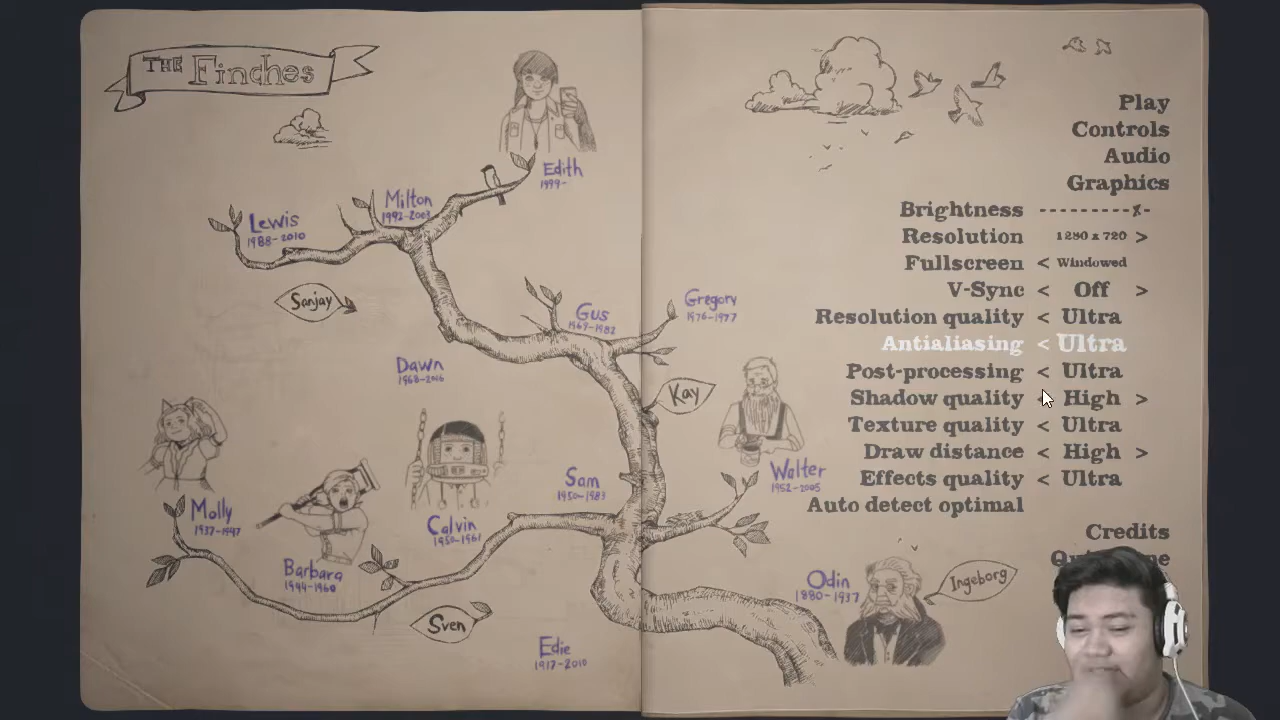 THE Finches
Edith
1999-
Milton
1992-2003
Lewis
1988-2010
Sanjay
Gus
1969-1982
Gregory
1976-1977
Dawn
1968-2016
Kay
Walter
1952-2005
Sam
1950-1983
Calvin
1950-1961
Molly
1937-1947
Barbara
1944-1960
Sven
Edie
1917-2010
Odin
1880-1937
Ingeborg
Play
Controls
Audio
Graphics
Brightness
Resolution 1280 x 720 >
Fullscreen < Windowed
V-Sync < Off >
Resolution quality < Ultra
Antialiasing < Ultra
Post-processing < Ultra
Shadow quality < High >
Texture quality < Ultra
Draw distance < High >
Effects quality < Ultra
Auto detect optimal
Credits